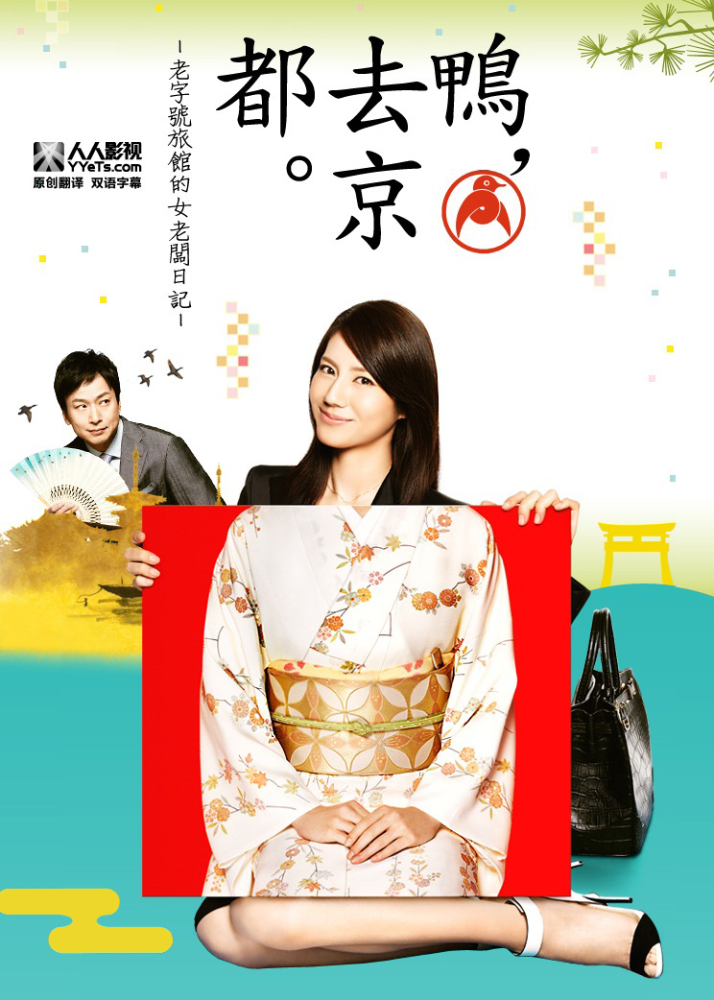 鴨，
去京
都。
-老字號旅館的女老闆日記-
人人影视
YYeTs.com
原创翻译 双语字幕